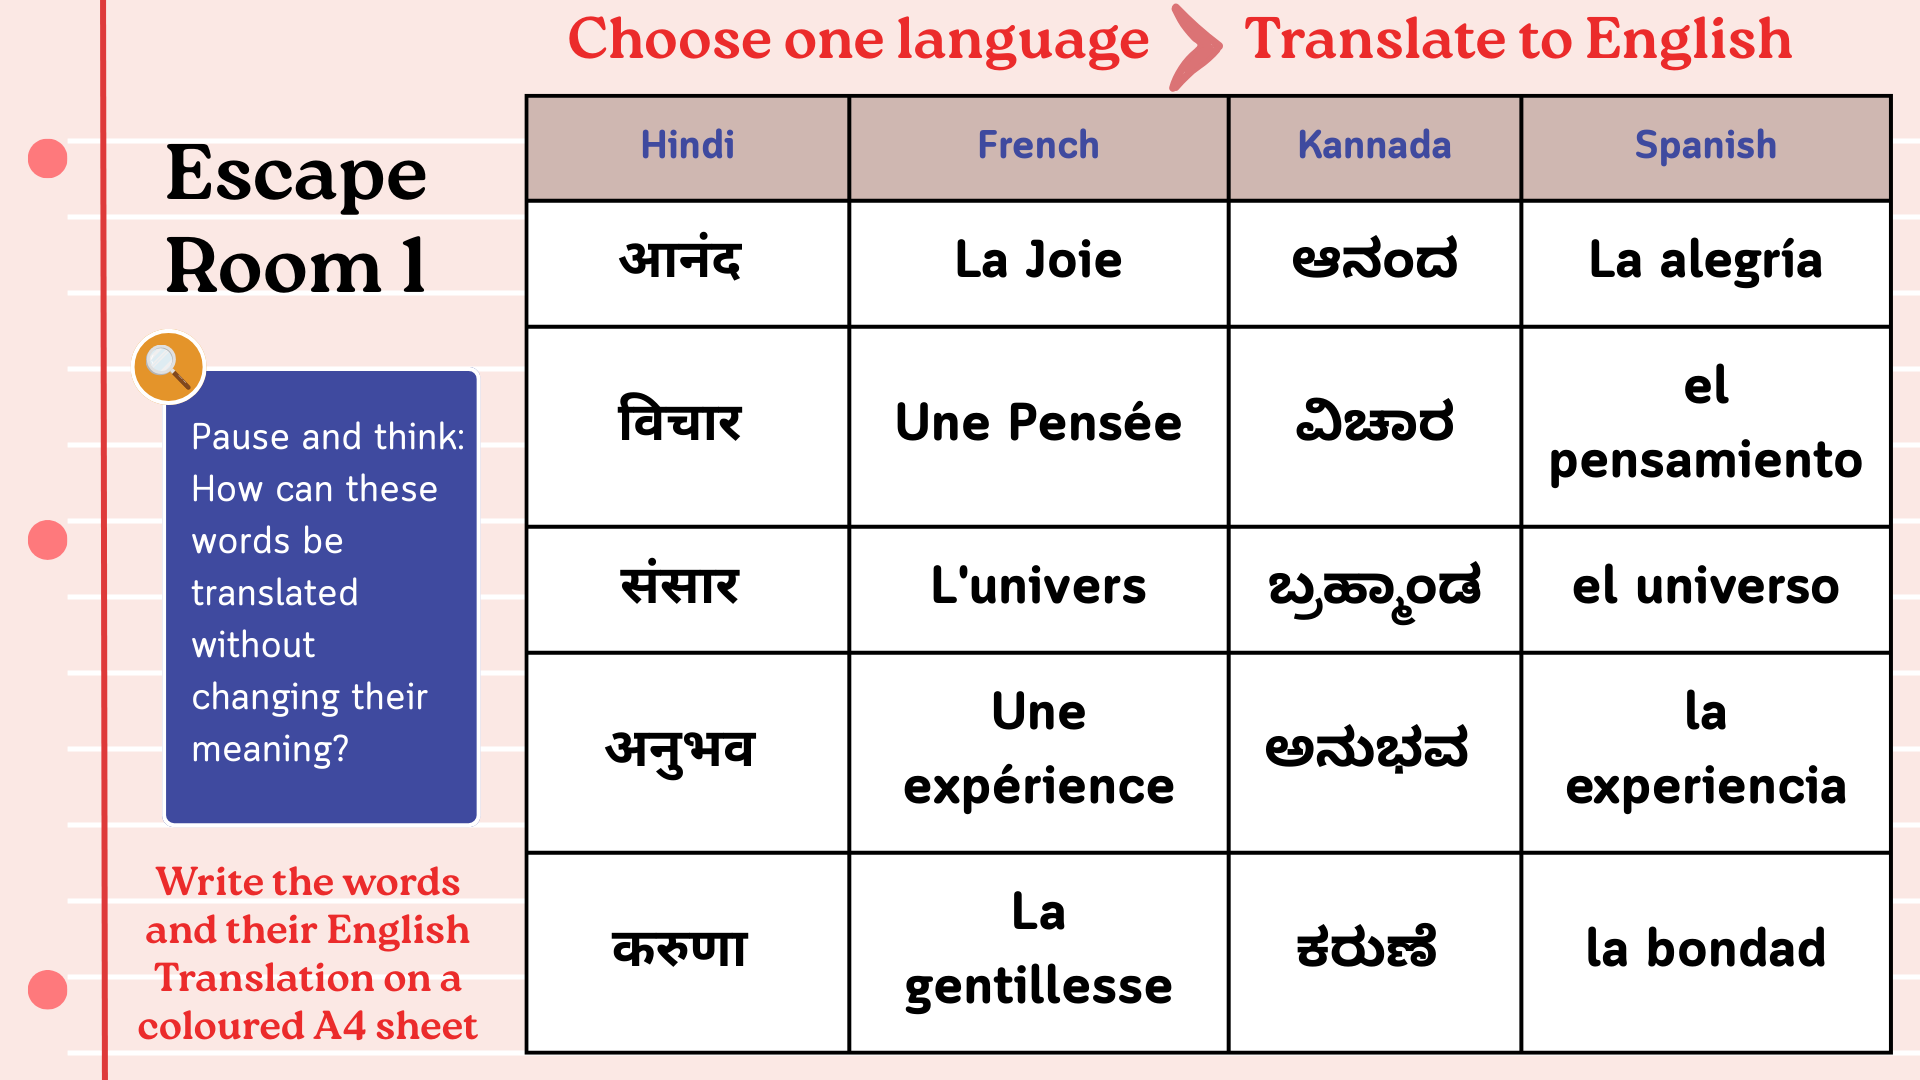 Choose one language Translate to English
Escape
Room 1
Pause and think:
How can these
words be
translated
without
changing their
meaning?
Write the words
and their English
Translation on a
coloured A4 sheet
Hindi French Kannada Spanish
आनंद La Joie ಆನಂದ La alegría
विचार Une Pensée ವಿಚಾರ el
pensamiento
संसार L'univers ಬ್ರಹ್ಮಾಂಡ el universo
अनुभव Une
expérience ಅನುಭವ la
experiencia
करुणा La
gentillesse ಕರುಣೆ la bondad